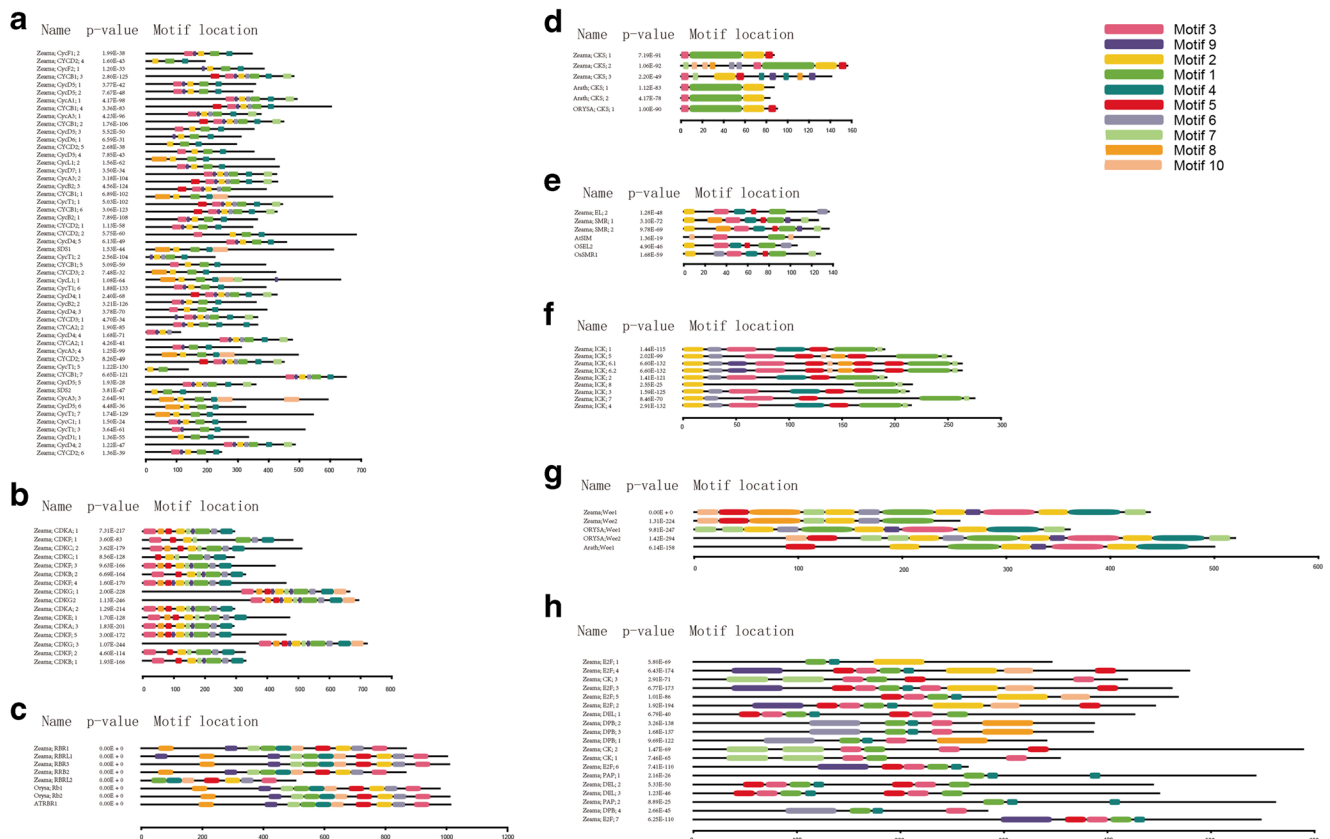 a
Name p-value Motif location
Zeama; CycF1; 2 1.99E-38
Zeama; CYCD2; 4 1.60E-43
Zeama; CycF2; 1 1.20E-35
Zeama; CYCB1; 3 2.80E-125
Zeama; CycD5; 1 3.77E-42
Zeama; CycD5; 2 7.67E-48
Zeama; CycA1; 1 4.17E-98
Zeama; CYCB1; 4 3.36E-85
Zeama; CycA3; 1 4.23E-96
Zeama; CYCB1; 2 1.76E-106
Zeama; CycD5; 3 5.52E-50
Zeama; CycD6; 1 6.59E-31
Zeama; CYCD2; 5 2.68E-38
Zeama; CycD5; 4 7.85E-43
Zeama; CycL1; 2 1.56E-62
Zeama; CycD7; 1 3.50E-34
Zeama; CycA3; 2 3.18E-104
Zeama; CycB2; 3 4.56E-124
Zeama; CYCB1; 1 6.89E-102
Zeama; CycT1; 1 5.03E-102
Zeama; CYCB1; 6 3.06E-123
Zeama; CycB2; 1 7.89E-108
Zeama; CYCD2; 1 1.13E-58
Zeama; CYCD2; 2 5.75E-60
Zeama; CycD4; 5 6.13E-49
Zeama; SDS1 1.53E-44
Zeama; CycT1; 2 2.56E-104
Zeama; CYCB1; 5 5.09E-59
Zeama; CYCD3; 2 7.48E-32
Zeama; CycL1; 1 1.08E-64
Zeama; CycT1; 6 1.88E-133
Zeama; CycD4; 1 2.40E-68
Zeama; CycB2; 2 3.21E-126
Zeama; CycD4; 3 3.78E-70
Zeama; CYCD3; 1 4.70E-34
Zeama; CYCA2; 2 1.90E-85
Zeama; CycD4; 4 1.68E-71
Zeama; CYCA2; 1 4.26E-41
Zeama; CycA3; 4 1.25E-99
Zeama; CYCD2; 3 8.26E-49
Zeama; CycT1; 5 1.22E-130
Zeama; CYCB1; 7 6.65E-121
Zeama; CycD5; 5 1.93E-28
Zeama; SDS2 3.81E-47
Zeama; CycA3; 3 2.64E-91
Zeama; CycD5; 6 4.48E-36
Zeama; CycT1; 7 1.74E-129
Zeama; CycC1; 1 1.50E-24
Zeama; CycT1; 3 3.64E-61
Zeama; CycD1; 1 1.36E-55
Zeama; CycD4; 2 1.22E-47
Zeama; CYCD2; 6 1.36E-39
0 100 200 300 400 500 600 700
b
Name p-value Motif location
Zeama; CDKA; 1 7.31E-217
Zeama; CDKF; 1 3.60E-83
Zeama; CDKC; 2 3.62E-179
Zeama; CDKC; 1 8.56E-128
Zeama; CDKF; 3 9.63E-166
Zeama; CDKB; 2 6.69E-164
Zeama; CDKF; 4 1.60E-170
Zeama; CDKG; 1 2.00E-228
Zeama; CDKG2 1.13E-246
Zeama; CDKA; 2 1.29E-214
Zeama; CDKE; 1 1.70E-128
Zeama; CDKA; 3 1.83E-201
Zeama; CDKF; 5 3.00E-172
Zeama; CDKG; 3 1.07E-244
Zeama; CDKF; 2 4.60E-114
Zeama; CDKB; 1 1.93E-166
0 100 200 300 400 500 600 700 800
c
Name p-value Motif location
Zeama; RBR1 0.00E + 0
Zeama; RBRL1 0.00E + 0
Zeama; RBR3 0.00E + 0
Zeama; RBR2 0.00E + 0
Zeama; RBRL2 0.00E + 0
Orysa; Rb1 0.00E + 0
Orysa; Rb2 0.00E + 0
ATRBR1 0.00E + 0
0 200 400 600 800 1000 1200
d
Name p-value Motif location
Zeama; CKS; 1 7.19E-91
Zeama; CKS; 2 1.06E-92
Zeama; CKS; 3 2.20E-49
Arath; CKS; 1 1.12E-83
Arath; CKS; 2 4.17E-78
ORYSA; CKS; 1 1.00E-90
0 20 40 60 80 100 120 140 160
Motif 3
Motif 9
Motif 2
Motif 1
Motif 4
Motif 5
Motif 6
Motif 7
Motif 8
Motif 10
e
Name p-value Motif location
Zeama; EL; 2 1.26E-48
Zeama; SMR; 1 3.10E-72
Zeama; SMR; 2 9.78E-69
AtSIM 1.36E-19
OSEL2 4.90E-46
OsSMR1 1.68E-59
0 20 40 60 80 100 120 140
f
Name p-value Motif location
Zeama; ICK; 1 1.44E-115
Zeama; ICK; 5 2.02E-99
Zeama; ICK; 6.1 6.60E-132
Zeama; ICK; 6.2 6.60E-132
Zeama; ICK; 2 1.41E-121
Zeama; ICK; 8 2.55E-25
Zeama; ICK; 3 1.59E-125
Zeama; ICK; 7 8.46E-70
Zeama; ICK; 4 2.91E-132
0 50 100 150 200 250 300
g
Name p-value Motif location
Zeama;Wee1 0.00E + 0
Zeama;Wee2 1.31E-224
ORYSA;Wee1 9.81E-247
ORYSA;Wee2 1.42E-294
Arath;Wee1 6.14E-158
0 100 200 300 400 500 600
h
Name p-value Motif location
Zeama; E2F; 1 5.80E-69
Zeama; E2F; 4 6.43E-174
Zeama; CK; 3 2.91E-71
Zeama; E2F; 3 6.77E-173
Zeama; E2F; 5 1.01E-86
Zeama; E2F; 2 1.92E-194
Zeama; DEL; 1 6.79E-40
Zeama; DPB; 2 3.26E-138
Zeama; DPB; 3 1.68E-137
Zeama; DPB; 1 9.69E-122
Zeama; CK; 2 1.47E-69
Zeama; CK; 1 7.46E-65
Zeama; E2F; 6 7.41E-110
Zeama; PAP; 1 2.16E-26
Zeama; DEL; 2 5.33E-50
Zeama; DEL; 3 1.23E-46
Zeama; PAP; 2 8.89E-25
Zeama; DPB; 4 2.66E-45
Zeama; E2F; 7 6.25E-110